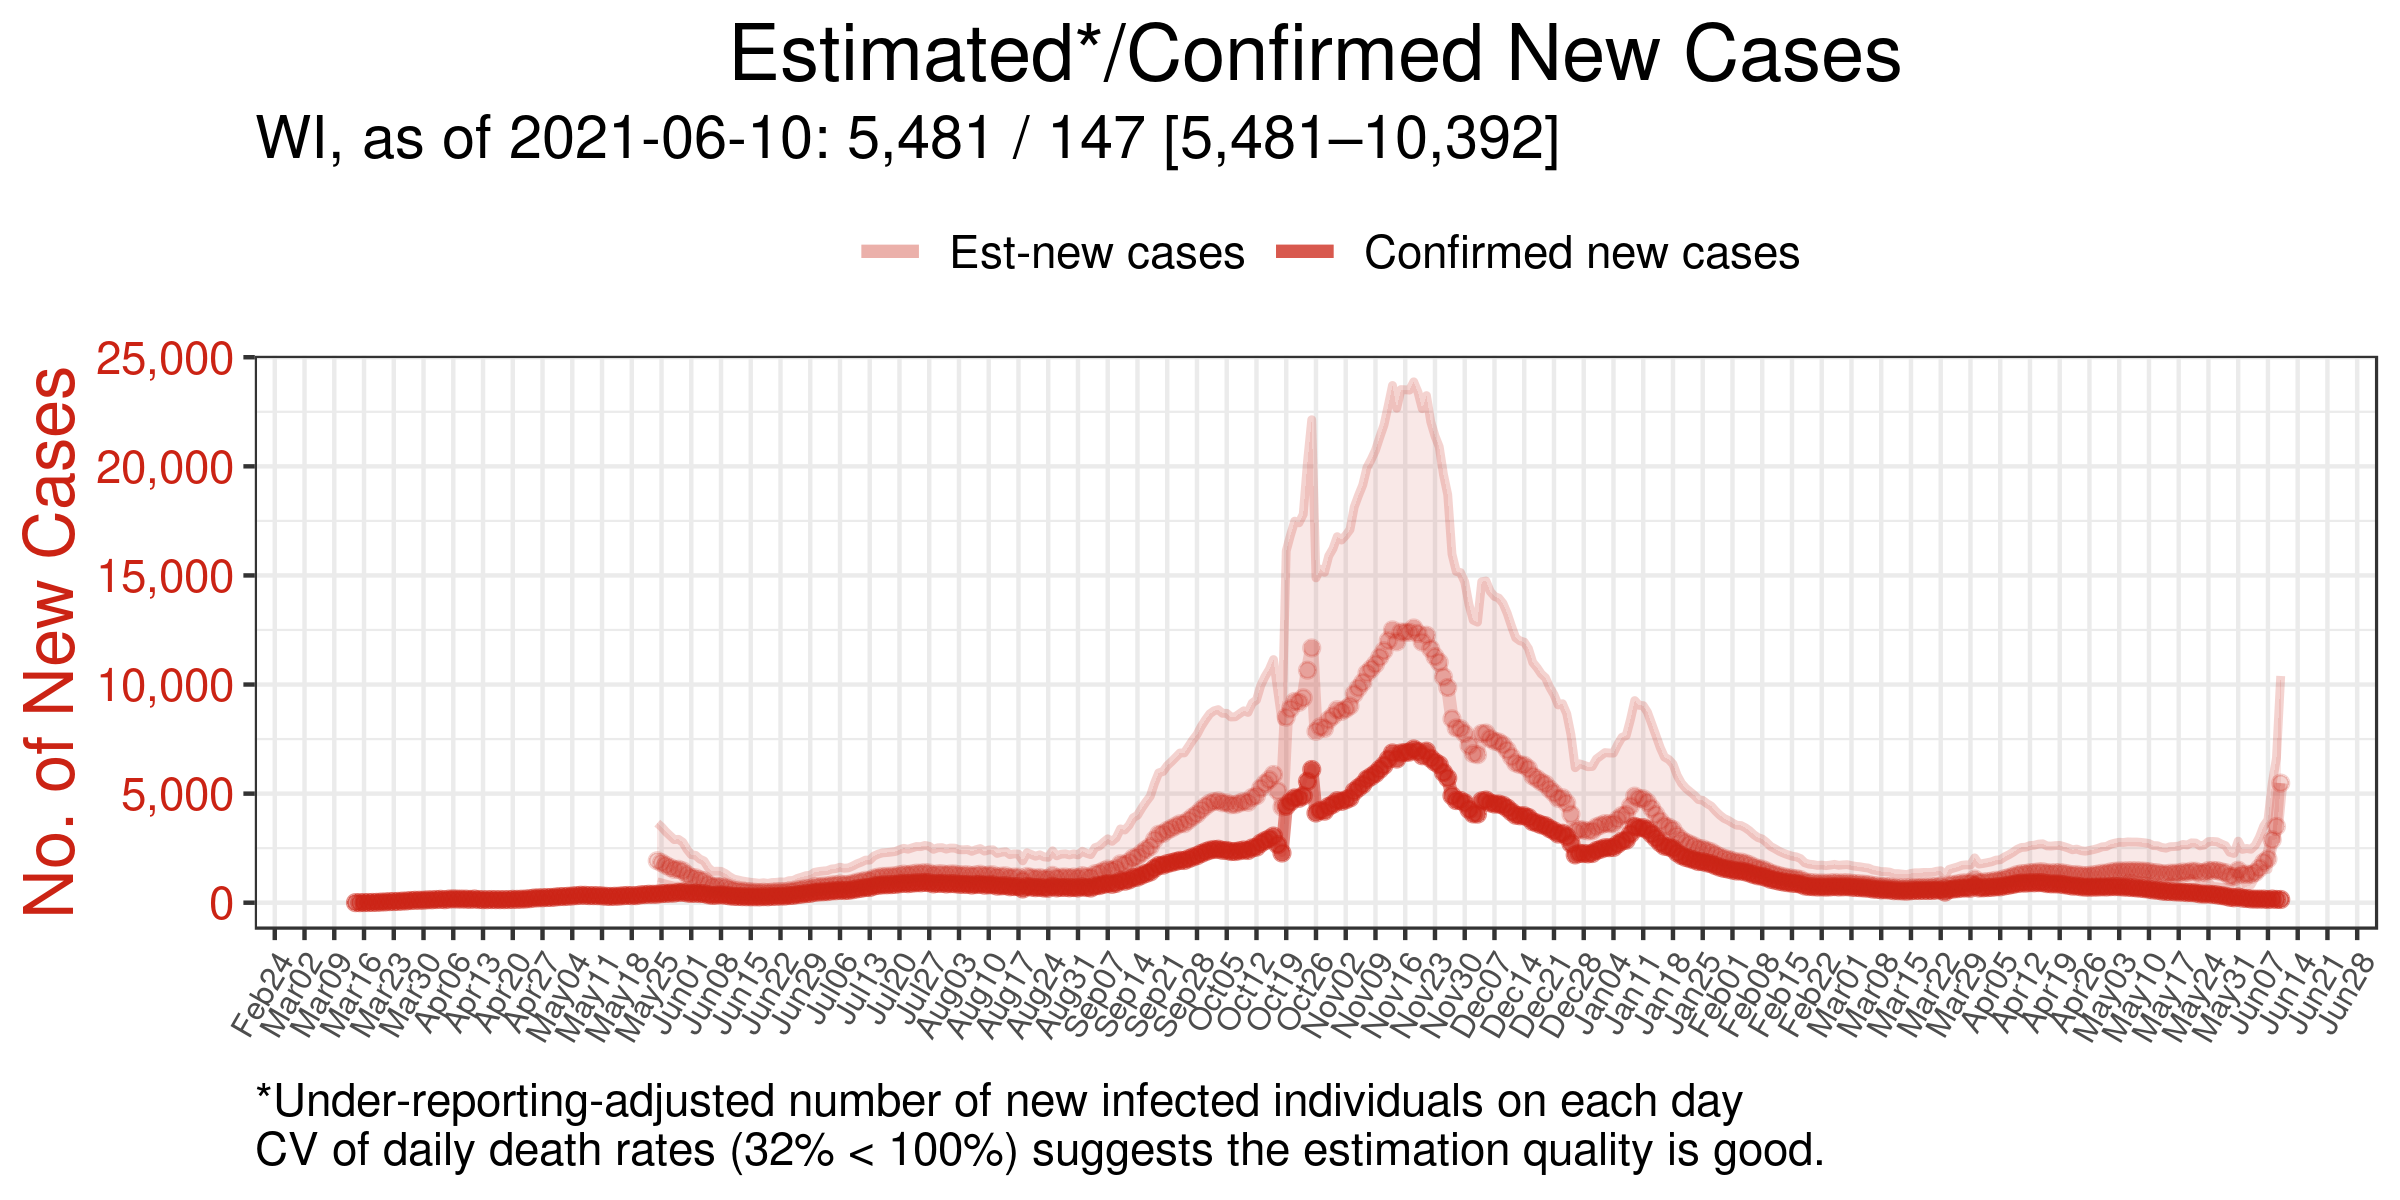 Estimated*/Confirmed New Cases
WI, as of 2021-06-10: 5,481 / 147 [5,481–10,392]
Est-new cases Confirmed new cases
No. of New Cases
25,000
20,000
15,000
10,000
5,000
0
Feb24 Mar02 Mar09 Mar16 Mar23 Mar30 Apr06 Apr13 Apr20 Apr27 May04 May11 May18 May25 Jun01 Jun08 Jun15 Jun22 Jun29 Jul06 Jul13 Jul20 Jul27 Aug03 Aug10 Aug17 Aug24 Aug31 Sep07 Sep14 Sep21 Sep28 Oct05 Oct12 Oct19 Oct26 Nov02 Nov09 Nov16 Nov23 Nov30 Dec07 Dec14 Dec21 Dec28 Jan04 Jan11 Jan18 Jan25 Feb01 Feb08 Feb15 Feb22 Mar01 Mar08 Mar15 Mar22 Mar29 Apr05 Apr12 Apr19 Apr26 May03 May10 May17 May24 May31 Jun07 Jun14 Jun21 Jun28
*Under-reporting-adjusted number of new infected individuals on each day
CV of daily death rates (32% < 100%) suggests the estimation quality is good.